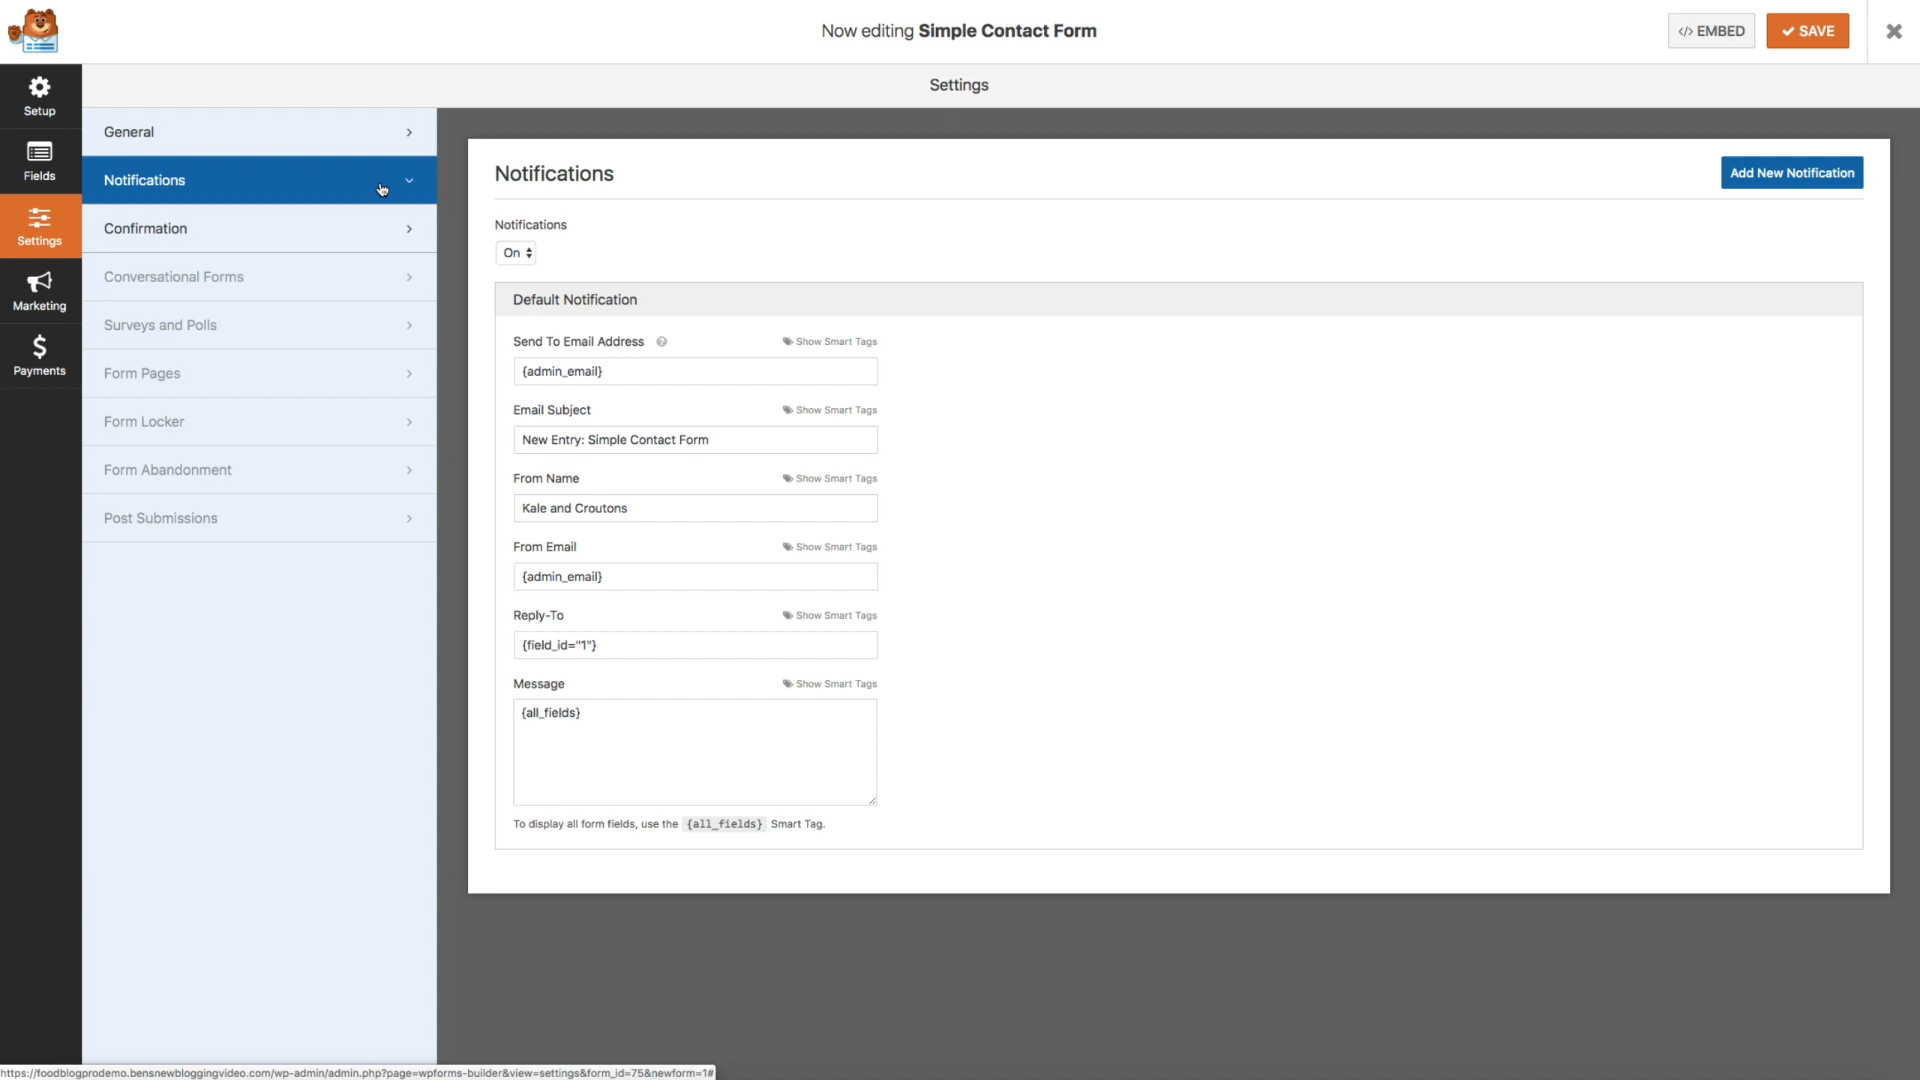 Now editing Simple Contact Form
</> EMBED
SAVE
Setup
Fields
Settings
Marketing
Payments
Settings
General
Notifications
Confirmation
Conversational Forms
Surveys and Polls
Form Pages
Form Locker
Form Abandonment
Post Submissions
Notifications
Add New Notification
Notifications
On
Default Notification
Send To Email Address
Show Smart Tags
{admin_email}
Email Subject
Show Smart Tags
New Entry: Simple Contact Form
From Name
Show Smart Tags
Kale and Croutons
From Email
Show Smart Tags
{admin_email}
Reply-To
Show Smart Tags
{field_id="1"}
Message
Show Smart Tags
{all_fields}
To display all form fields, use the {all_fields} Smart Tag.
https://foodblogprodemo.bensnewbloggingvideo.com/wp-admin/admin.php?page=wpforms-builder&view=settings&form_id=75&newform=1#